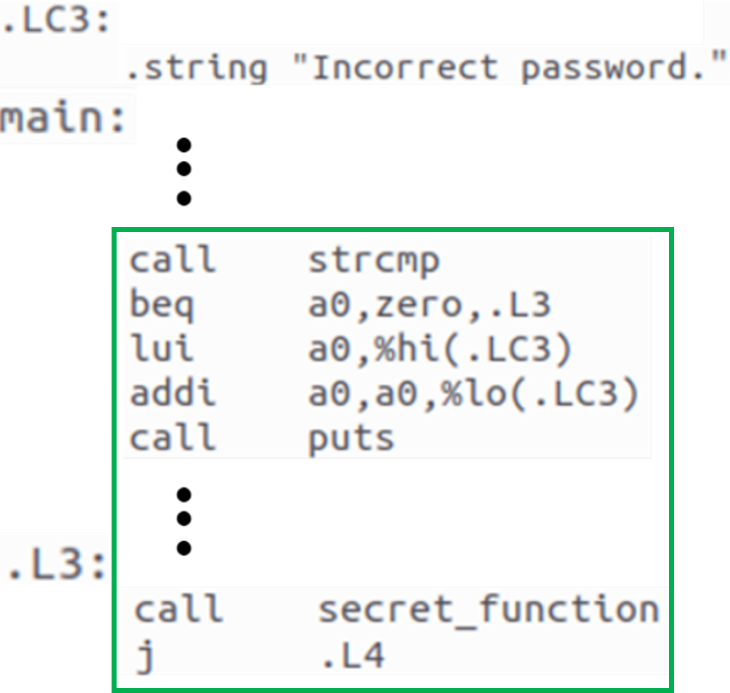 .LC3:
.string "Incorrect password."
main:
call strcmp
beq a0,zero,.L3
lui a0,%hi(.LC3)
addi a0,a0,%lo(.LC3)
call puts
.L3:
call secret_function
j .L4